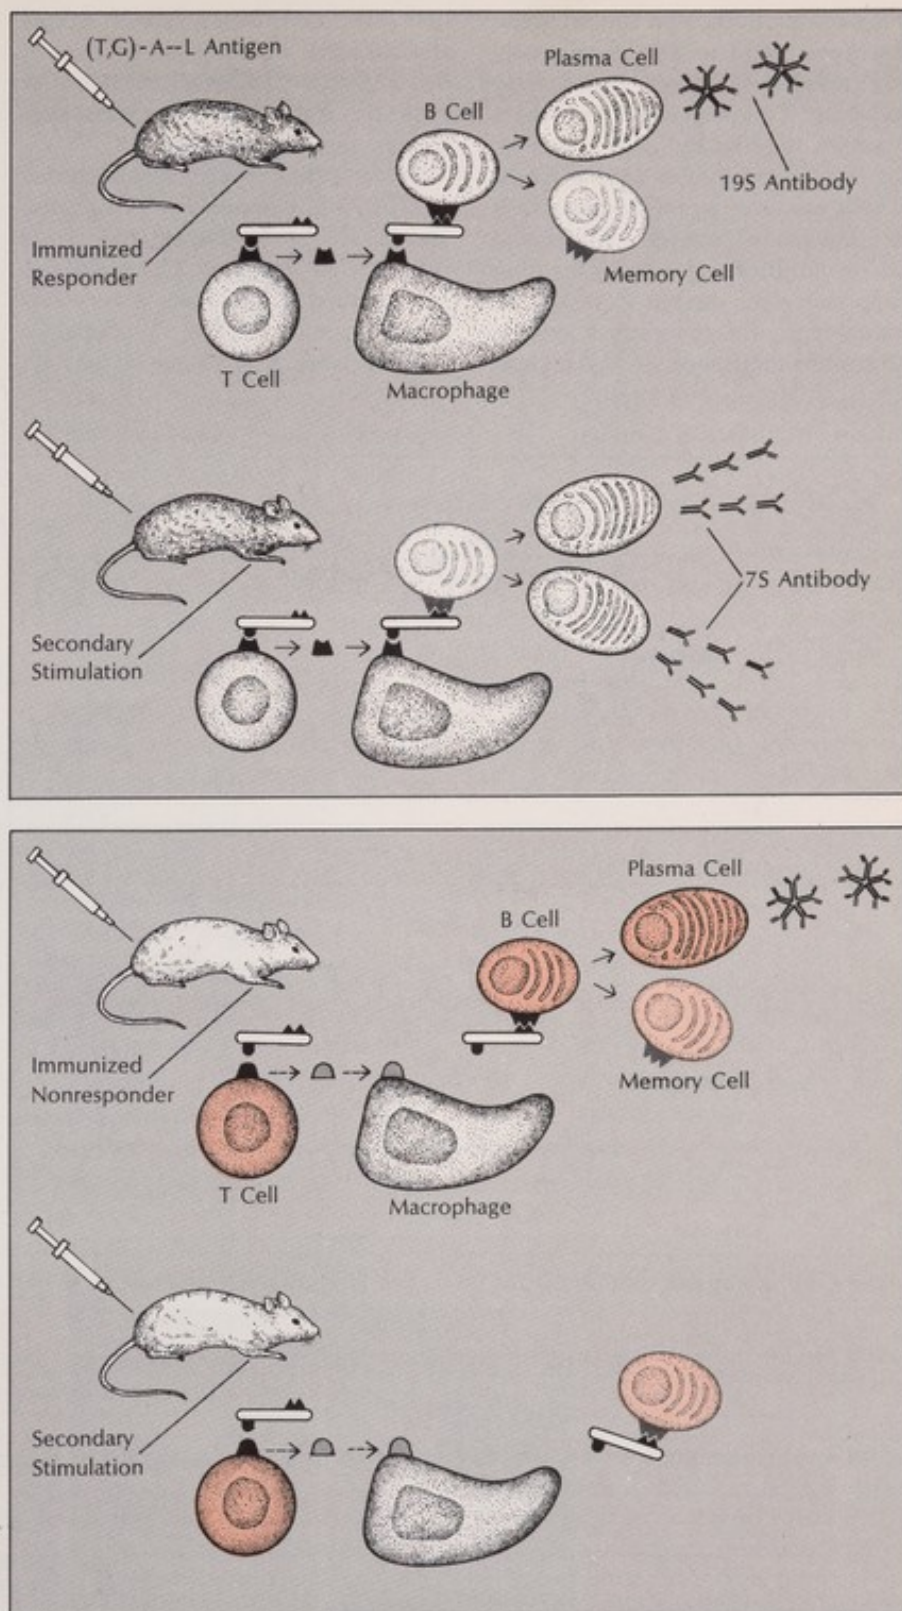 (T,G)-A--L Antigen
Plasma Cell
B Cell
19S Antibody
Immunized
Responder
Memory Cell
T Cell
Macrophage
7S Antibody
Secondary
Stimulation
Plasma Cell
B Cell
Immunized
Nonresponder
Memory Cell
T Cell
Macrophage
Secondary
Stimulation